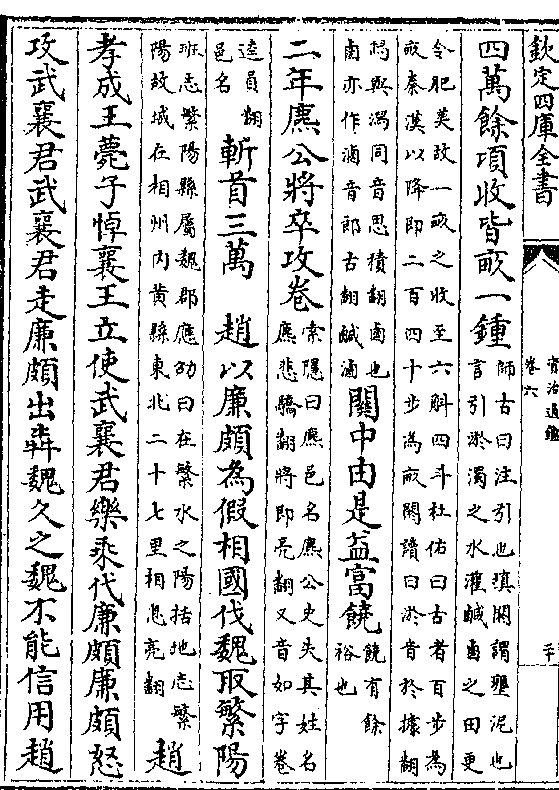 欽定四庫全書
資治通鑑
卷六
四萬餘頃收皆畝一鍾
師古曰注引也填閼謂壅泥也
言引淤濁之水灌鹹鹵之田更
令肥美故一畝之收至六斛四斗杜佑曰古者百步為
畝秦漢以降即二百四十步為畝閼讀曰淤音於據翻
舄與潟同音思積翻鹵也
鹵亦作滷音郎古翻鹹滷
關中由是益富饒
饒有餘
裕也
二年麃公將卒攻卷
索隱曰麃邑名麃公史失其姓名
麃悲驕翻將即亮翻又音如字卷
逵員翻
邑名
斬首三萬　趙以廉頗為假相國伐魏取繁陽
班志繁陽縣屬魏郡應劭曰在繁水之陽括地志繁
陽故城在相州内黃縣東北二十七里相息亮翻
趙
孝成王薨子悼襄王立使武襄君樂乘代廉頗廉頗怒
攻武襄君武襄君走廉頗出奔魏久之魏不能信用趙